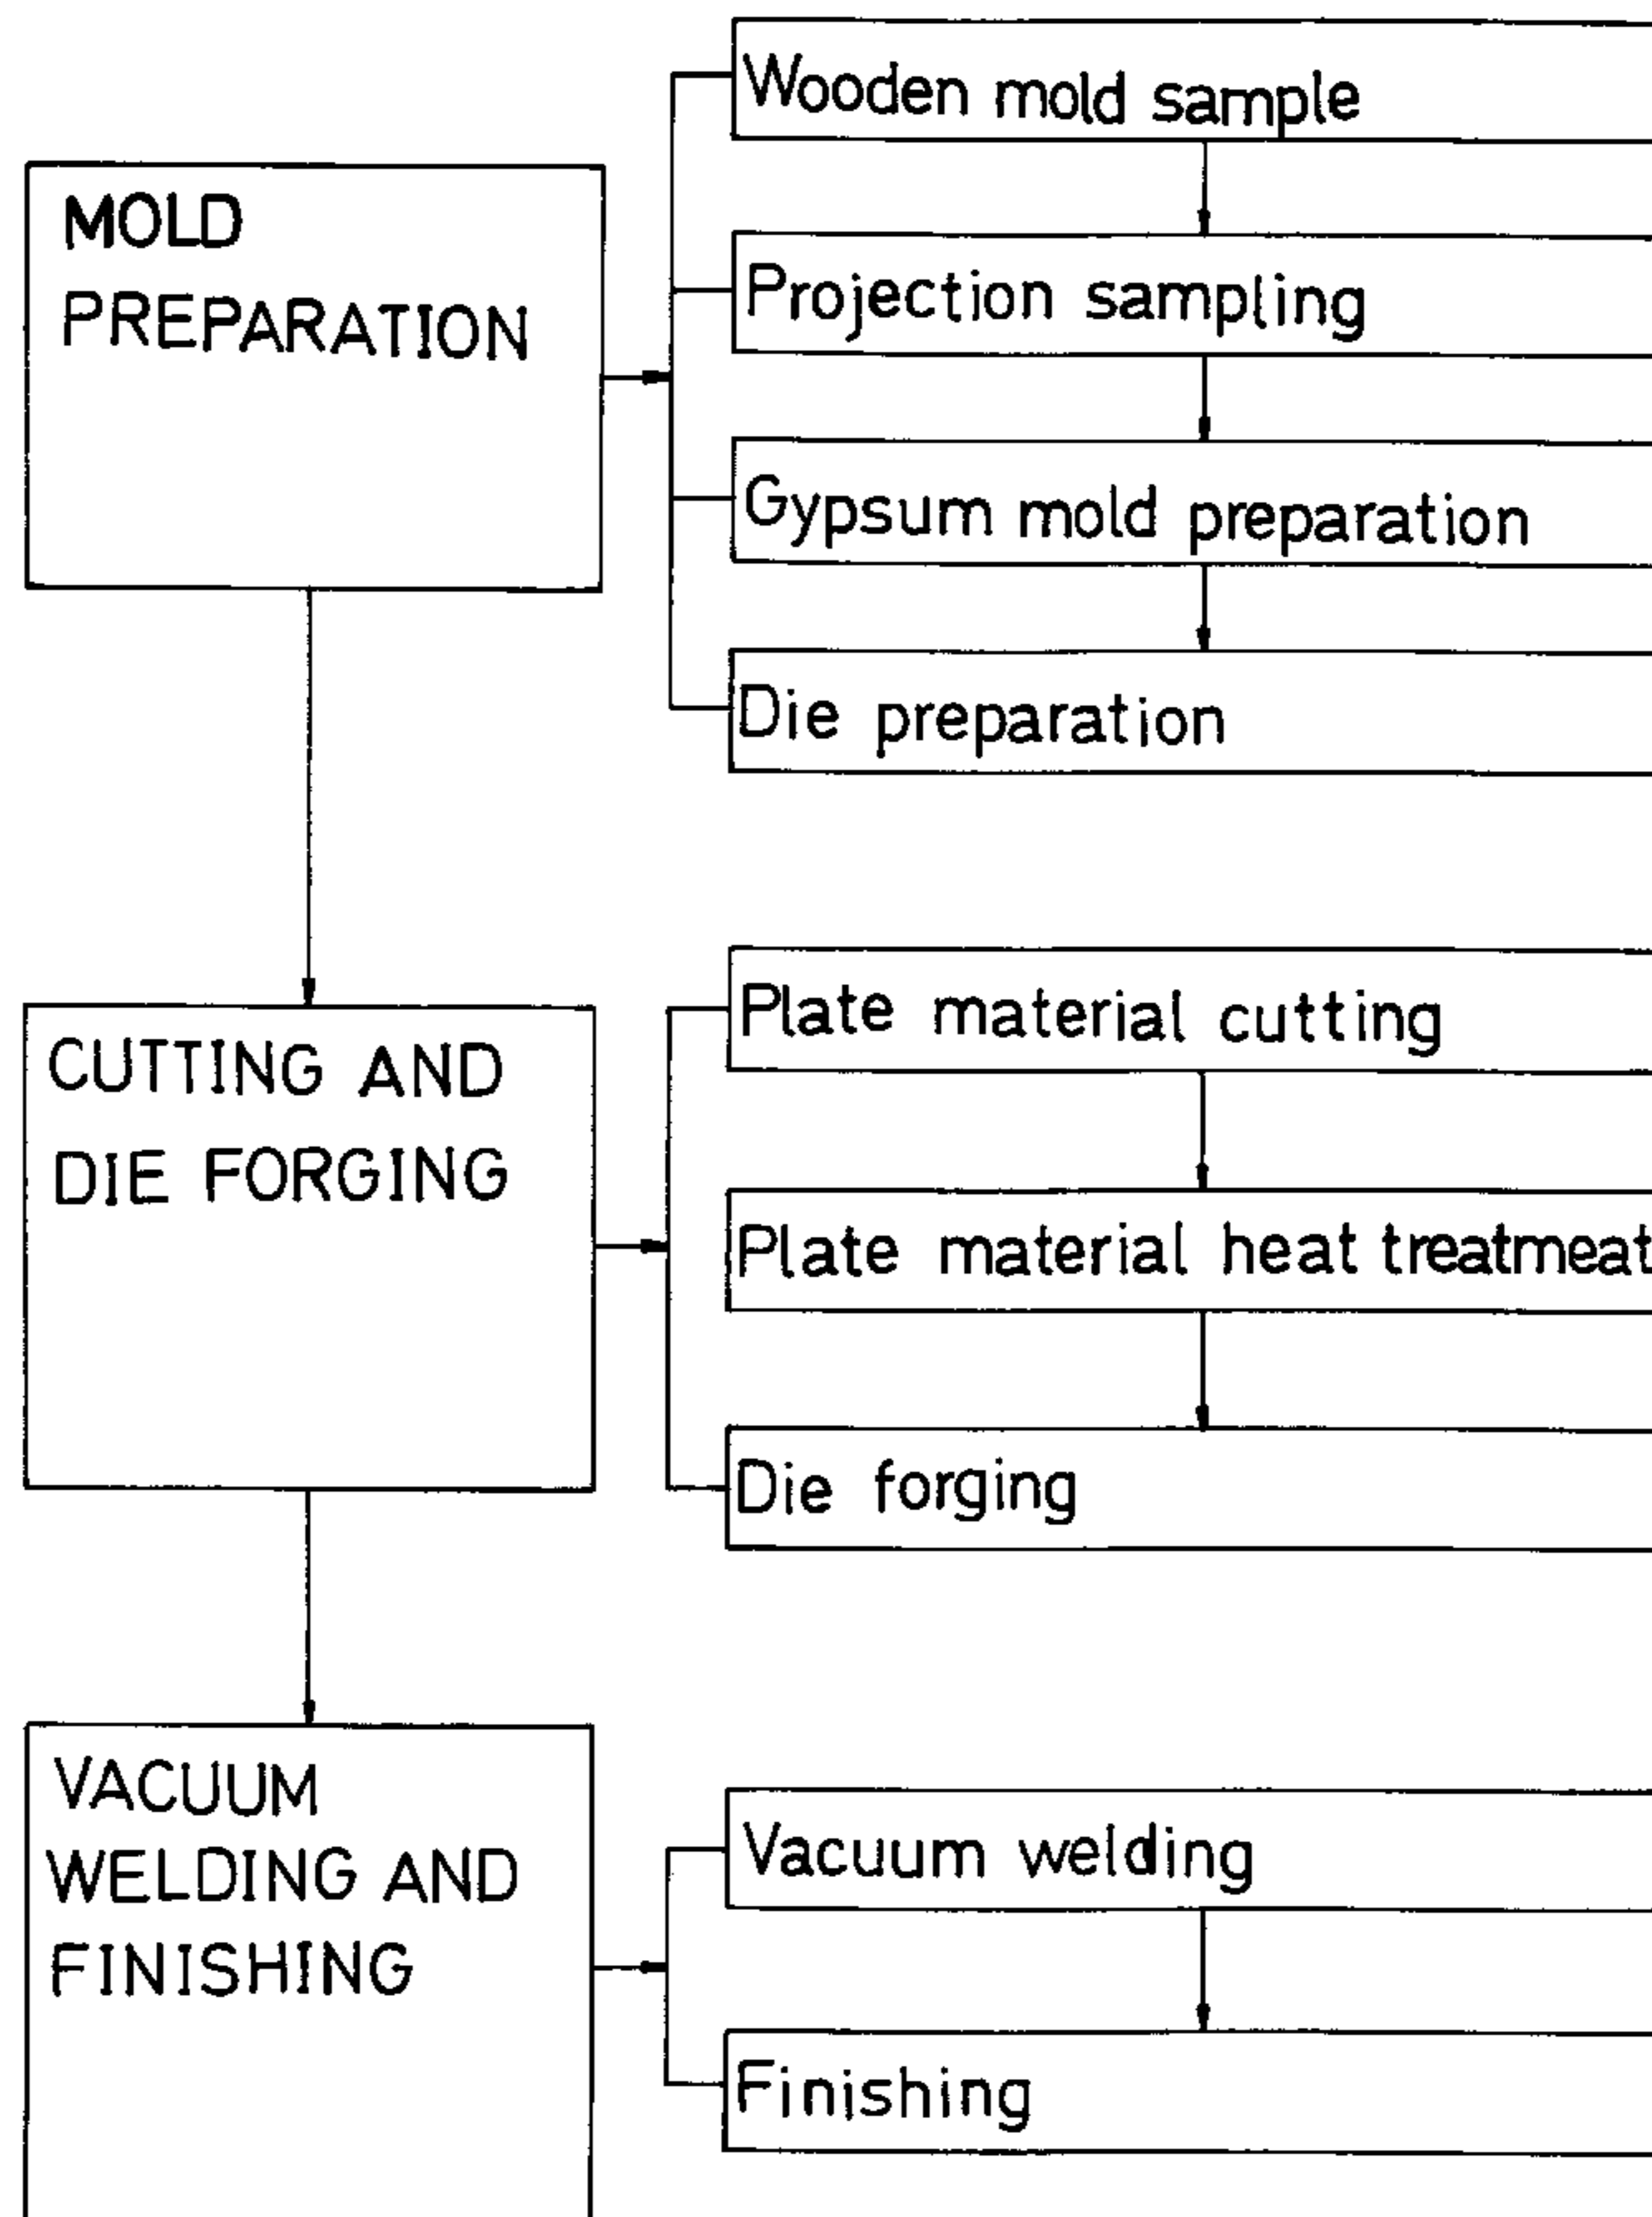 MOLD
PREPARATION
Wooden mold sample
Projection sampling
Gypsum mold preparation
Die preparation
CUTTING AND
DIE FORGING
Plate material cutting
Plate material heat treatmeat
Die forging
VACUUM
WELDING AND
FINISHING
Vacuum welding
Finishing